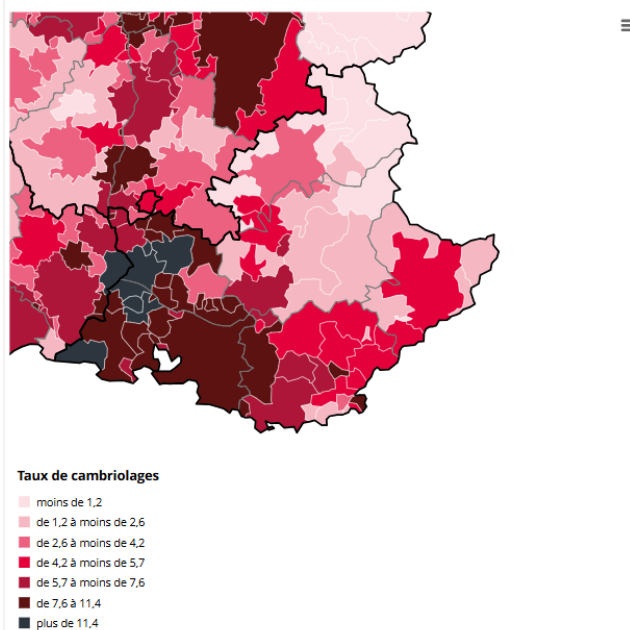 Taux de cambriolages
moins de 1,2
de 1,2 à moins de 2,6
de 2,6 à moins de 4,2
de 4,2 à moins de 5,7
de 5,7 à moins de 7,6
de 7,6 à 11,4
plus de 11,4